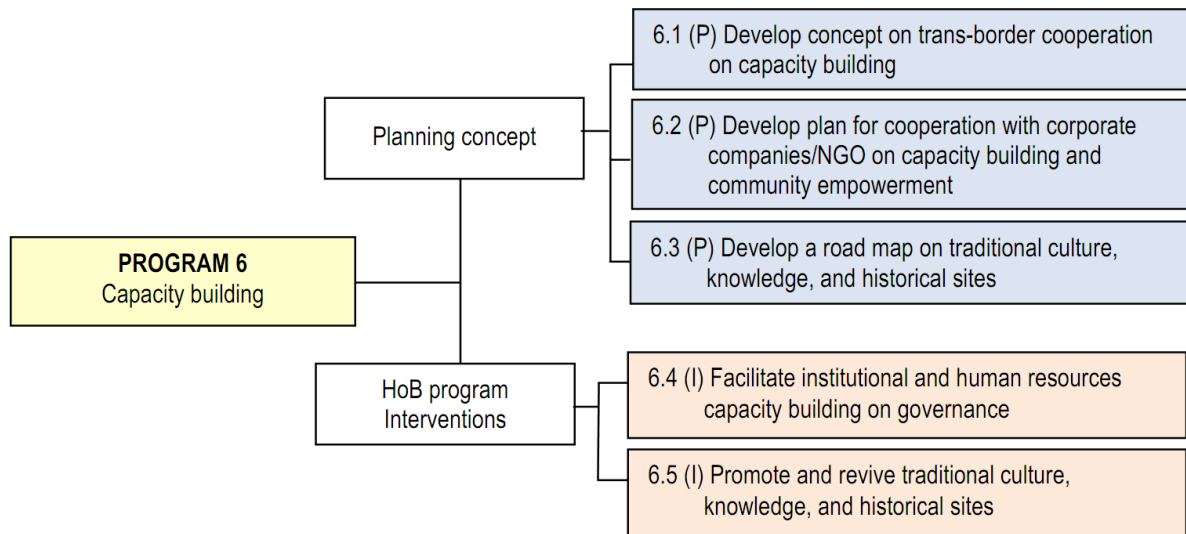 6.1 (P) Develop concept on trans-border cooperation
on capacity building
Planning concept
6.2 (P) Develop plan for cooperation with corporate
companies/NGO on capacity building and
community empowerment
6.3 (P) Develop a road map on traditional culture,
knowledge, and historical sites
PROGRAM 6
Capacity building
HoB program
Interventions
6.4 (I) Facilitate institutional and human resources
capacity building on governance
6.5 (I) Promote and revive traditional culture,
knowledge, and historical sites